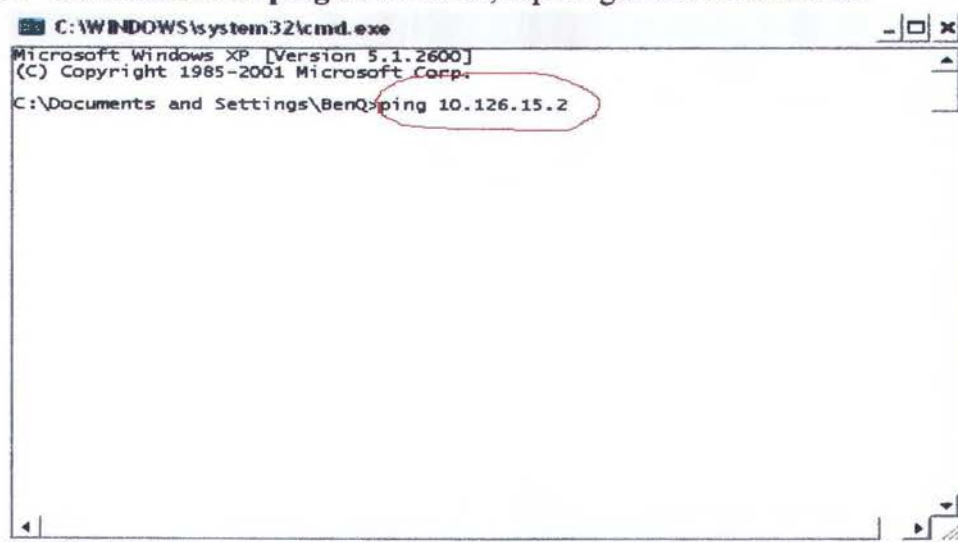 C:\WINDOWS\system32\cmd.exe
Microsoft Windows XP [Version 5.1.2600]
(C) Copyright 1985-2001 Microsoft Corp.
C:\Documents and Settings\BenQ>ping 10.126.15.2